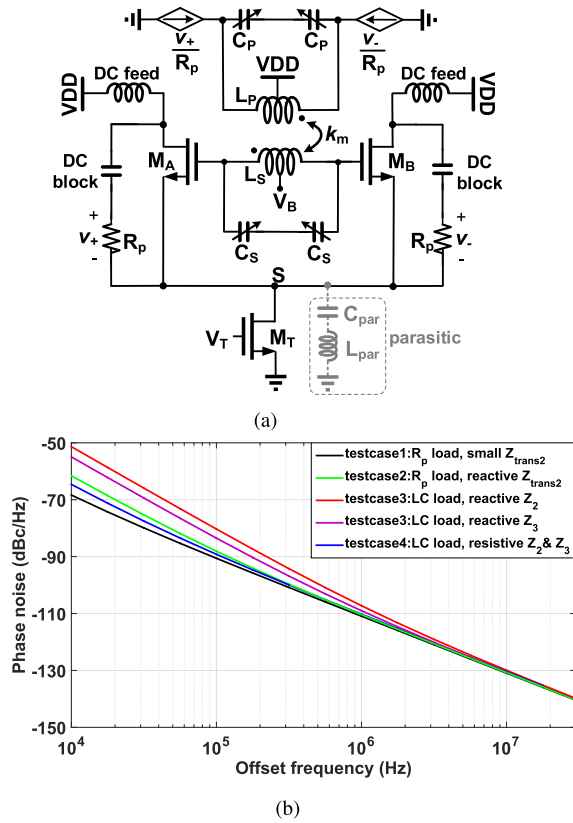 v+
Rp
CP CP
v-
Rp
VDD
DC feed
VDD
LP
km
DC feed
VDD
DC
block
MA
LS
VB
MB
DC
block
+
v+
-
Rp
CS CS
Rp
+
v-
-
S
VT
MT
Cpar
Lpar
parasitic
(a)
-50
-70
-90
-110
-130
-150
Phase noise (dBc/Hz)
testcase1:Rp load, small Ztrans2
testcase2:Rp load, reactive Ztrans2
testcase3:LC load, reactive Z2
testcase3:LC load, reactive Z3
testcase4:LC load, resistive Z2& Z3
10^4 10^5 10^6 10^7
Offset frequency (Hz)
(b)